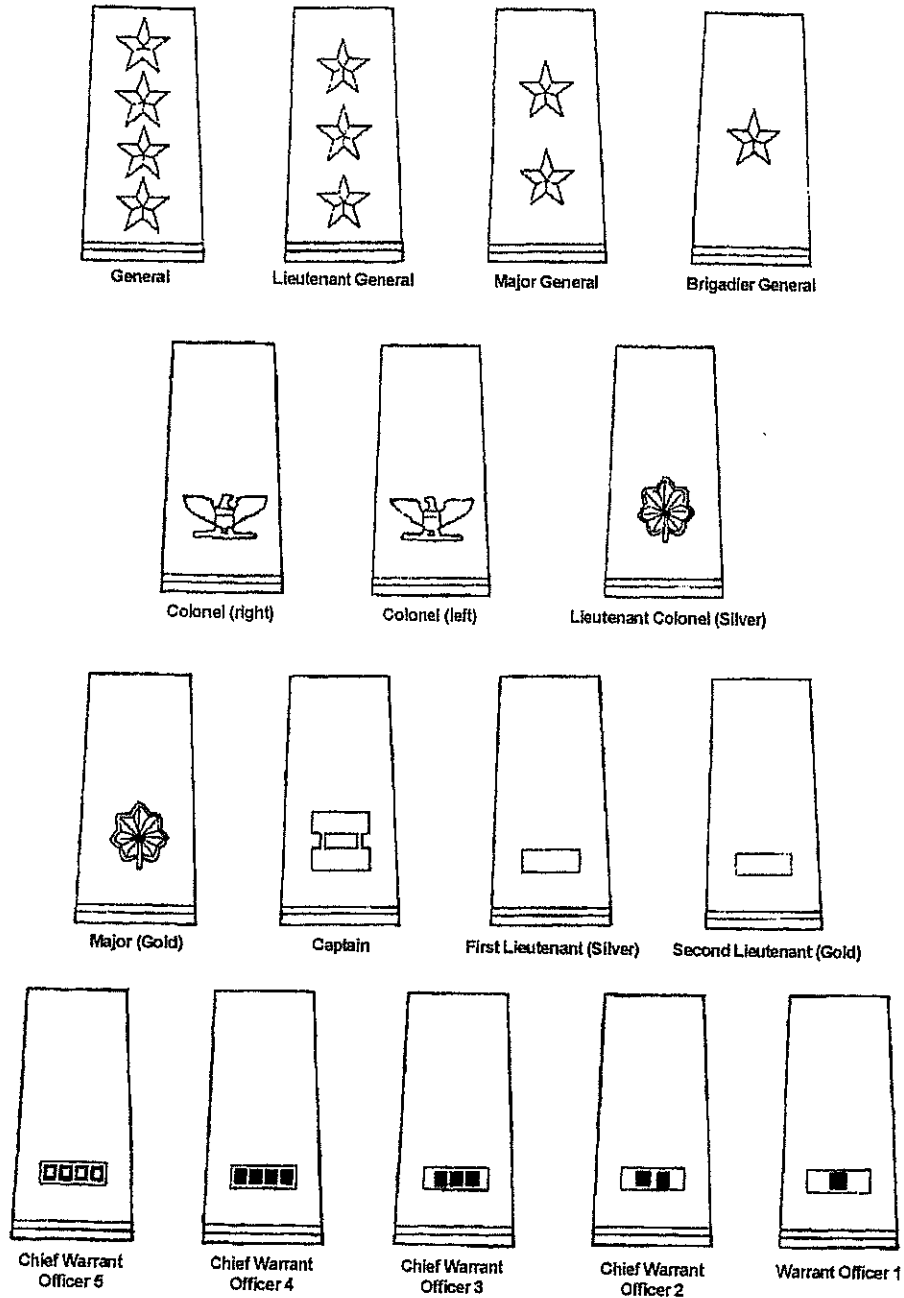 General
Lieutenant General
Major General
Brigadier General
Colonel (right)
Colonel (left)
Lieutenant Colonel (Silver)
Major (Gold)
Captain
First Lieutenant (Silver)
Second Lieutenant (Gold)
Chief Warrant
Officer 5
Chief Warrant
Officer 4
Chief Warrant
Officer 3
Chief Warrant
Officer 2
Warrant Officer 1